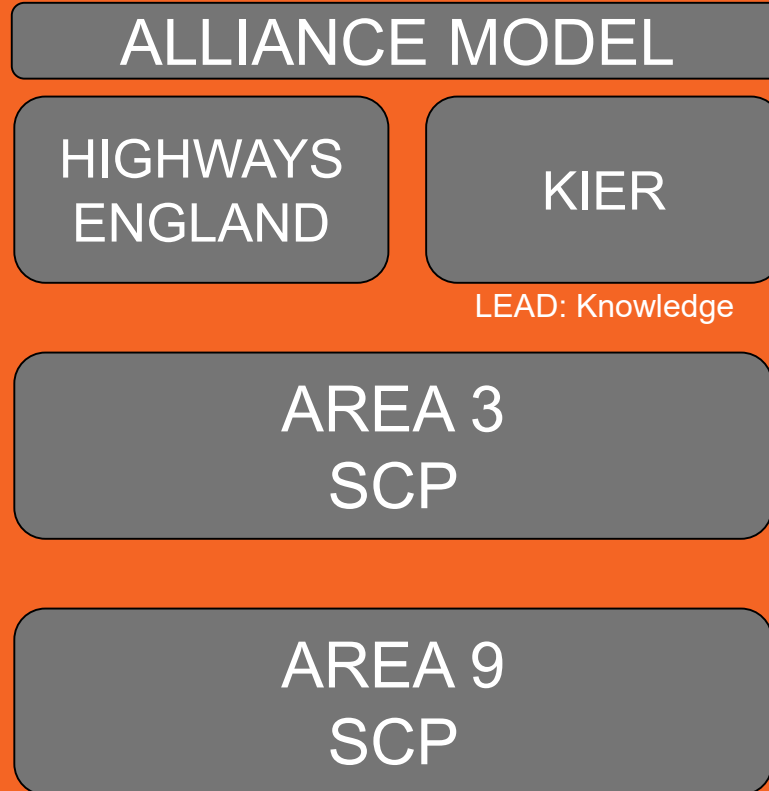 ALLIANCE MODEL
HIGHWAYS
ENGLAND
KIER
LEAD: Knowledge
AREA 3
SCP
AREA 9
SCP